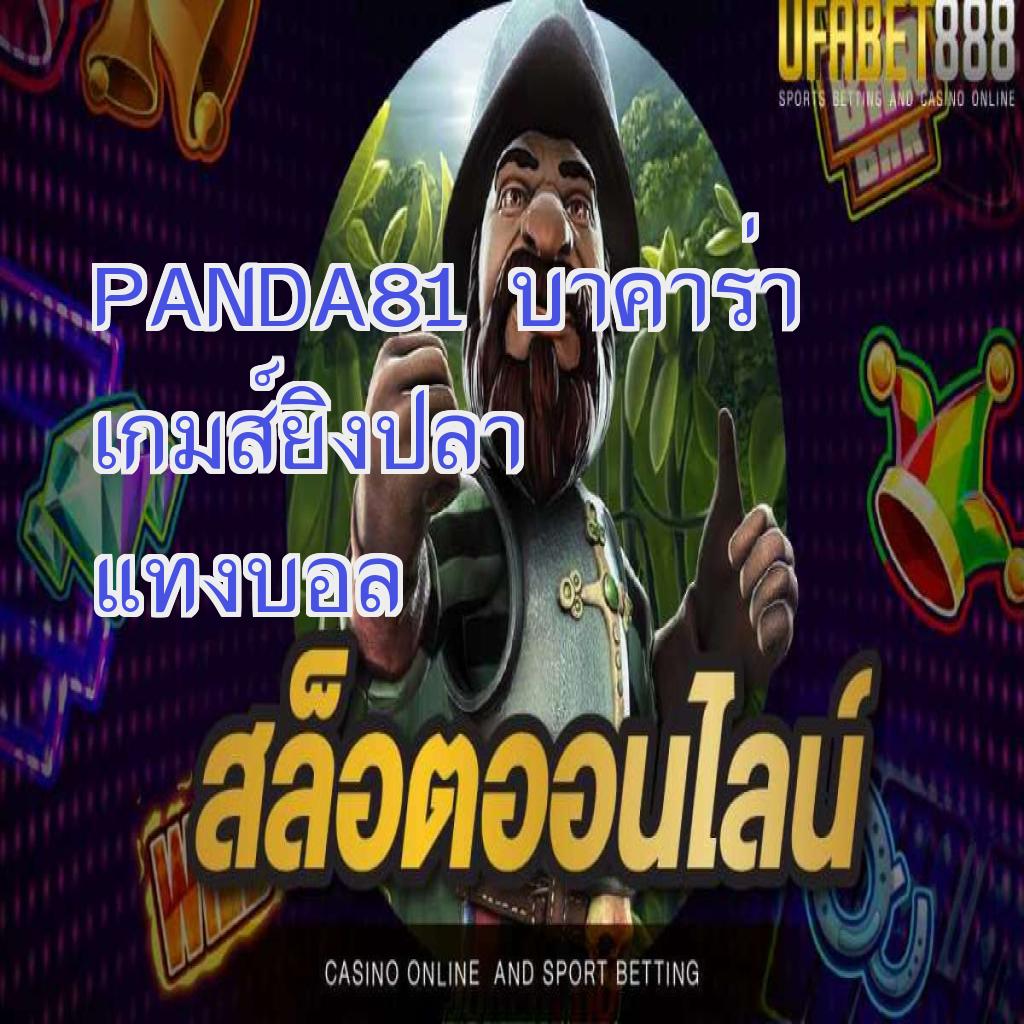 UFABET888
SPORTS BETTING AND CASINO ONLINE
BAR
PANDA81 บาคาร่า
เกมส์ยิงปลา
แทงบอล
สล็อตออนไลน์
CASINO ONLINE AND SPORT BETTING